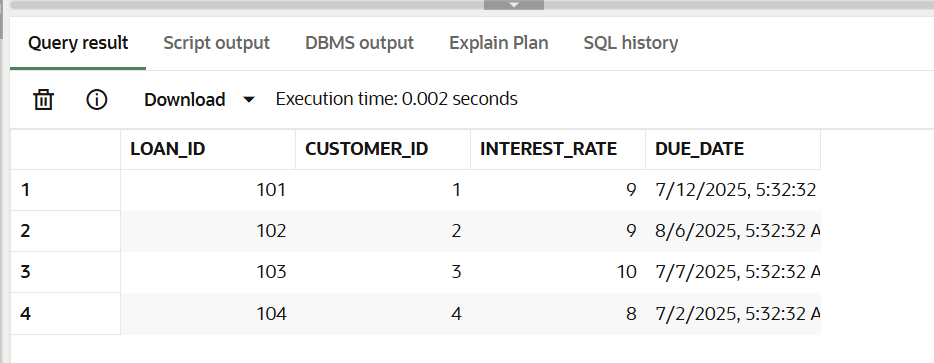 Query result Script output DBMS output Explain Plan SQL history
Download Execution time: 0.002 seconds
LOAN_ID CUSTOMER_ID INTEREST_RATE DUE_DATE
1 101 1 9 7/12/2025, 5:32:32
2 102 2 9 8/6/2025, 5:32:32 A
3 103 3 10 7/7/2025, 5:32:32 A
4 104 4 8 7/2/2025, 5:32:32 A